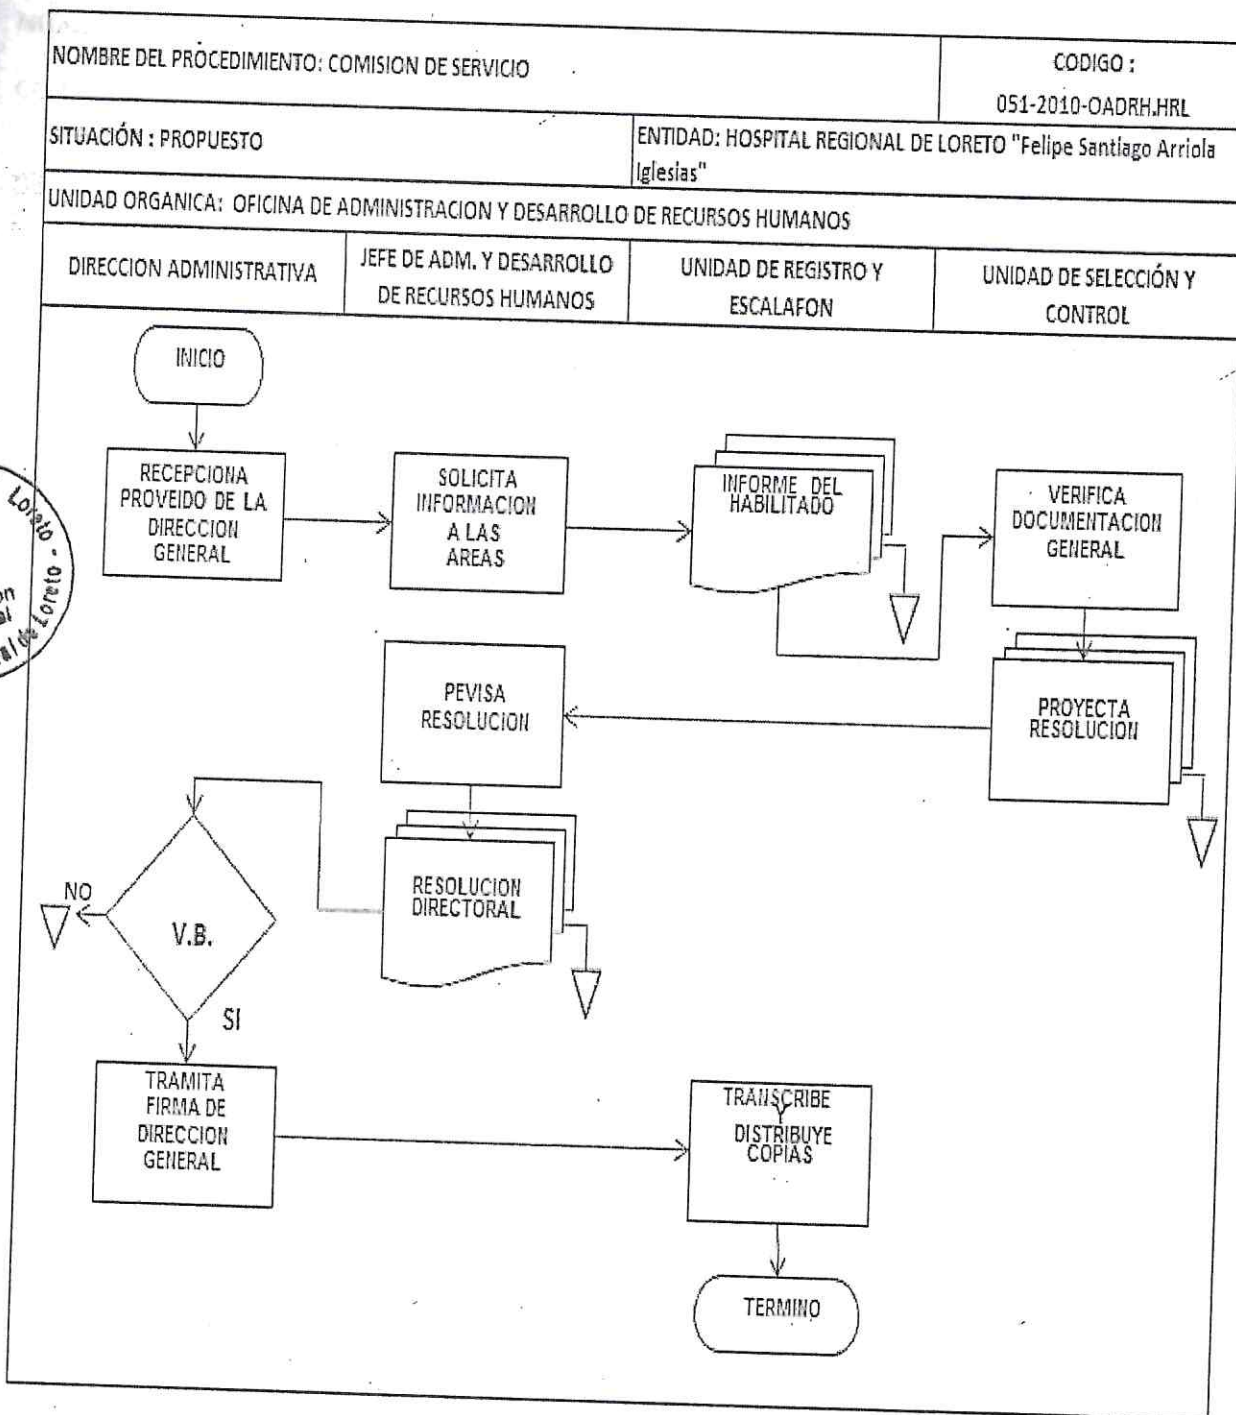 NOMBRE DEL PROCEDIMIENTO: COMISION DE SERVICIO
CODIGO :
051-2010-OADRH.HRL
SITUACIÓN : PROPUESTO
ENTIDAD: HOSPITAL REGIONAL DE LORETO "Felipe Santiago Arriola
Iglesias"
UNIDAD ORGANICA: OFICINA DE ADMINISTRACION Y DESARROLLO DE RECURSOS HUMANOS
DIRECCION ADMINISTRATIVA
JEFE DE ADM. Y DESARROLLO
DE RECURSOS HUMANOS
UNIDAD DE REGISTRO Y
ESCALAFON
UNIDAD DE SELECCIÓN Y
CONTROL
INICIO
RECEPCIONA
PROVEIDO DE LA
DIRECCION
GENERAL
SOLICITA
INFORMACION
A LAS
AREAS
INFORME DEL
HABILITADO
VERIFICA
DOCUMENTACION
GENERAL
Loreto -
de Loreto -
PEVISA
RESOLUCION
PROYECTA
RESOLUCION
RESOLUCION
DIRECTORAL
NO
V.B.
SI
TRAMITA
FIRMA DE
DIRECCION
GENERAL
TRANSCRIBE
Y
DISTRIBUYE
COPIAS
TERMINO